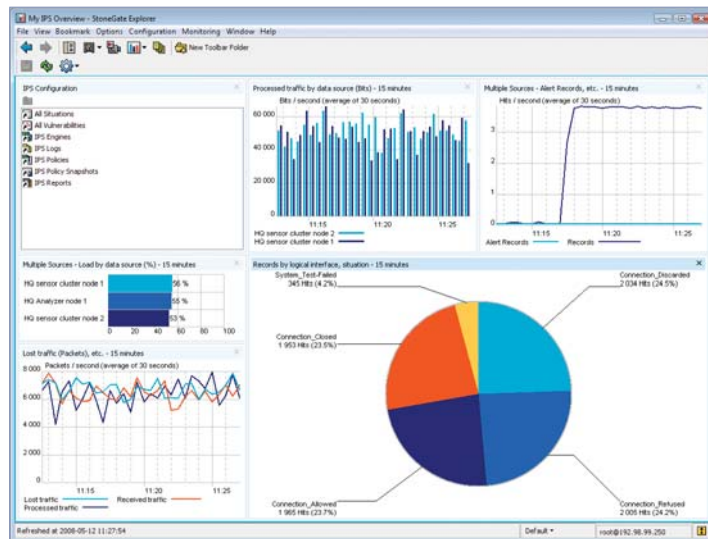 My IPS Overview - StoneGate Explorer
File View Bookmark Options Configuration Monitoring Window Help
New Toolbar Folder
IPS Configuration
All Situations
All Vulnerabilities
IPS Engines
IPS Logs
IPS Policies
IPS Policy Snapshots
IPS Reports
Processed traffic by data source (Bits) - 15 minutes
Bits / second (average of 30 seconds)
60 000
40 000
20 000
0
11:15 11:20 11:25
HQ sensor cluster node 2
HQ sensor cluster node 1
Multiple Sources - Alert Records, etc. - 15 minutes
Hits / second (average of 30 seconds)
3
2
1
0
11:15 11:20 11:25
Alert Records Records
Multiple Sources - Load by data source (%) - 15 minutes
HQ sensor cluster node 1 56 %
HQ Analyzer node 1 55 %
HQ sensor cluster node 2 53 %
0 20 40 60 80 100
Lost traffic (Packets), etc. - 15 minutes
Packets / second (average of 30 seconds)
8 000
6 000
4 000
2 000
0
11:15 11:20 11:25
Lost traffic Received traffic
Processed traffic
Records by logical interface, situation - 15 minutes
System_Test-Failed
345 Hits (4.2%)
Connection_Discarded
2 034 Hits (24.5%)
Connection_Closed
1 953 Hits (23.5%)
Connection_Allowed
1 965 Hits (23.7%)
Connection_Refused
2 005 Hits (24.2%)
Refreshed at 2008-05-12 11:27:54
Default
root@192.98.99.250